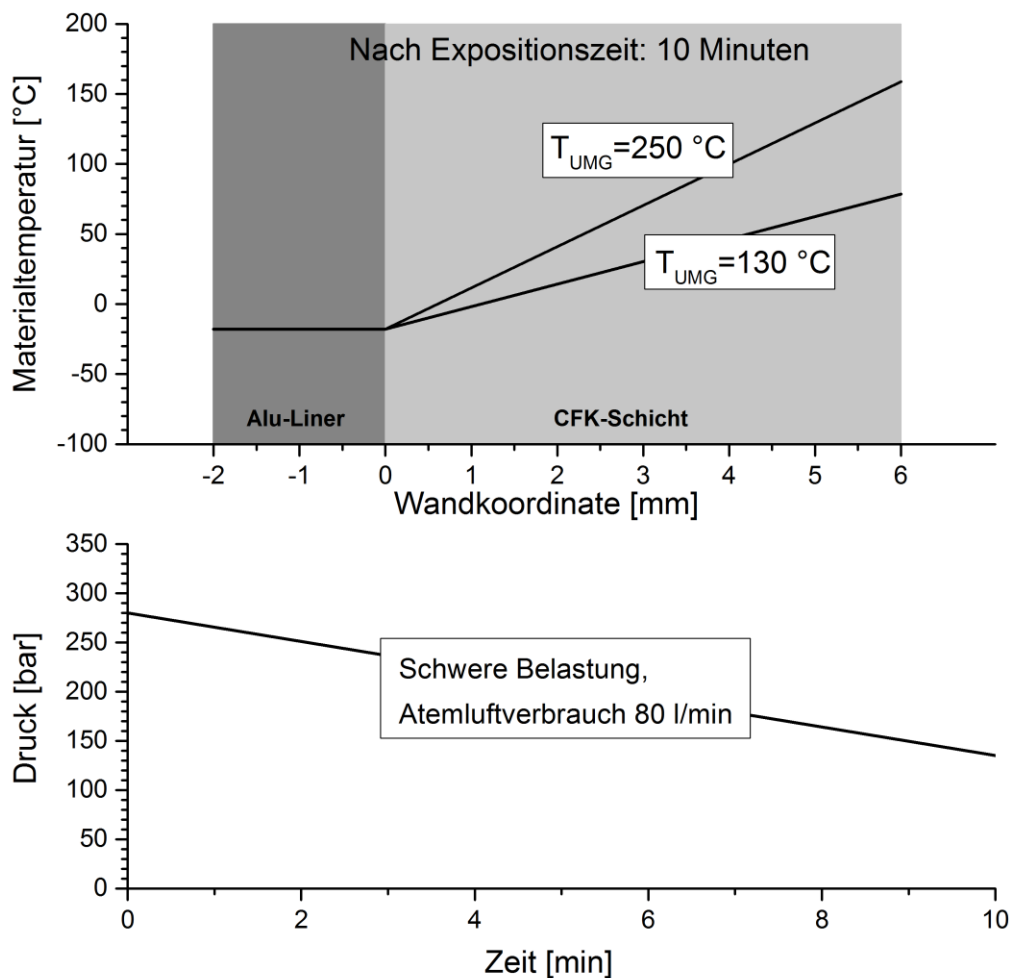 200
150
100
50
0
-50
-100
Materialtemperatur [°C]
Nach Expositionszeit: 10 Minuten
T_UMG=250 °C
T_UMG=130 °C
Alu-Liner
CFK-Schicht
-2 -1 0 1 2 3 4 5 6
Wandkoordinate [mm]
350
300
250
200
150
100
50
0
Druck [bar]
Schwere Belastung,
Atemluftverbrauch 80 l/min
0 2 4 6 8 10
Zeit [min]